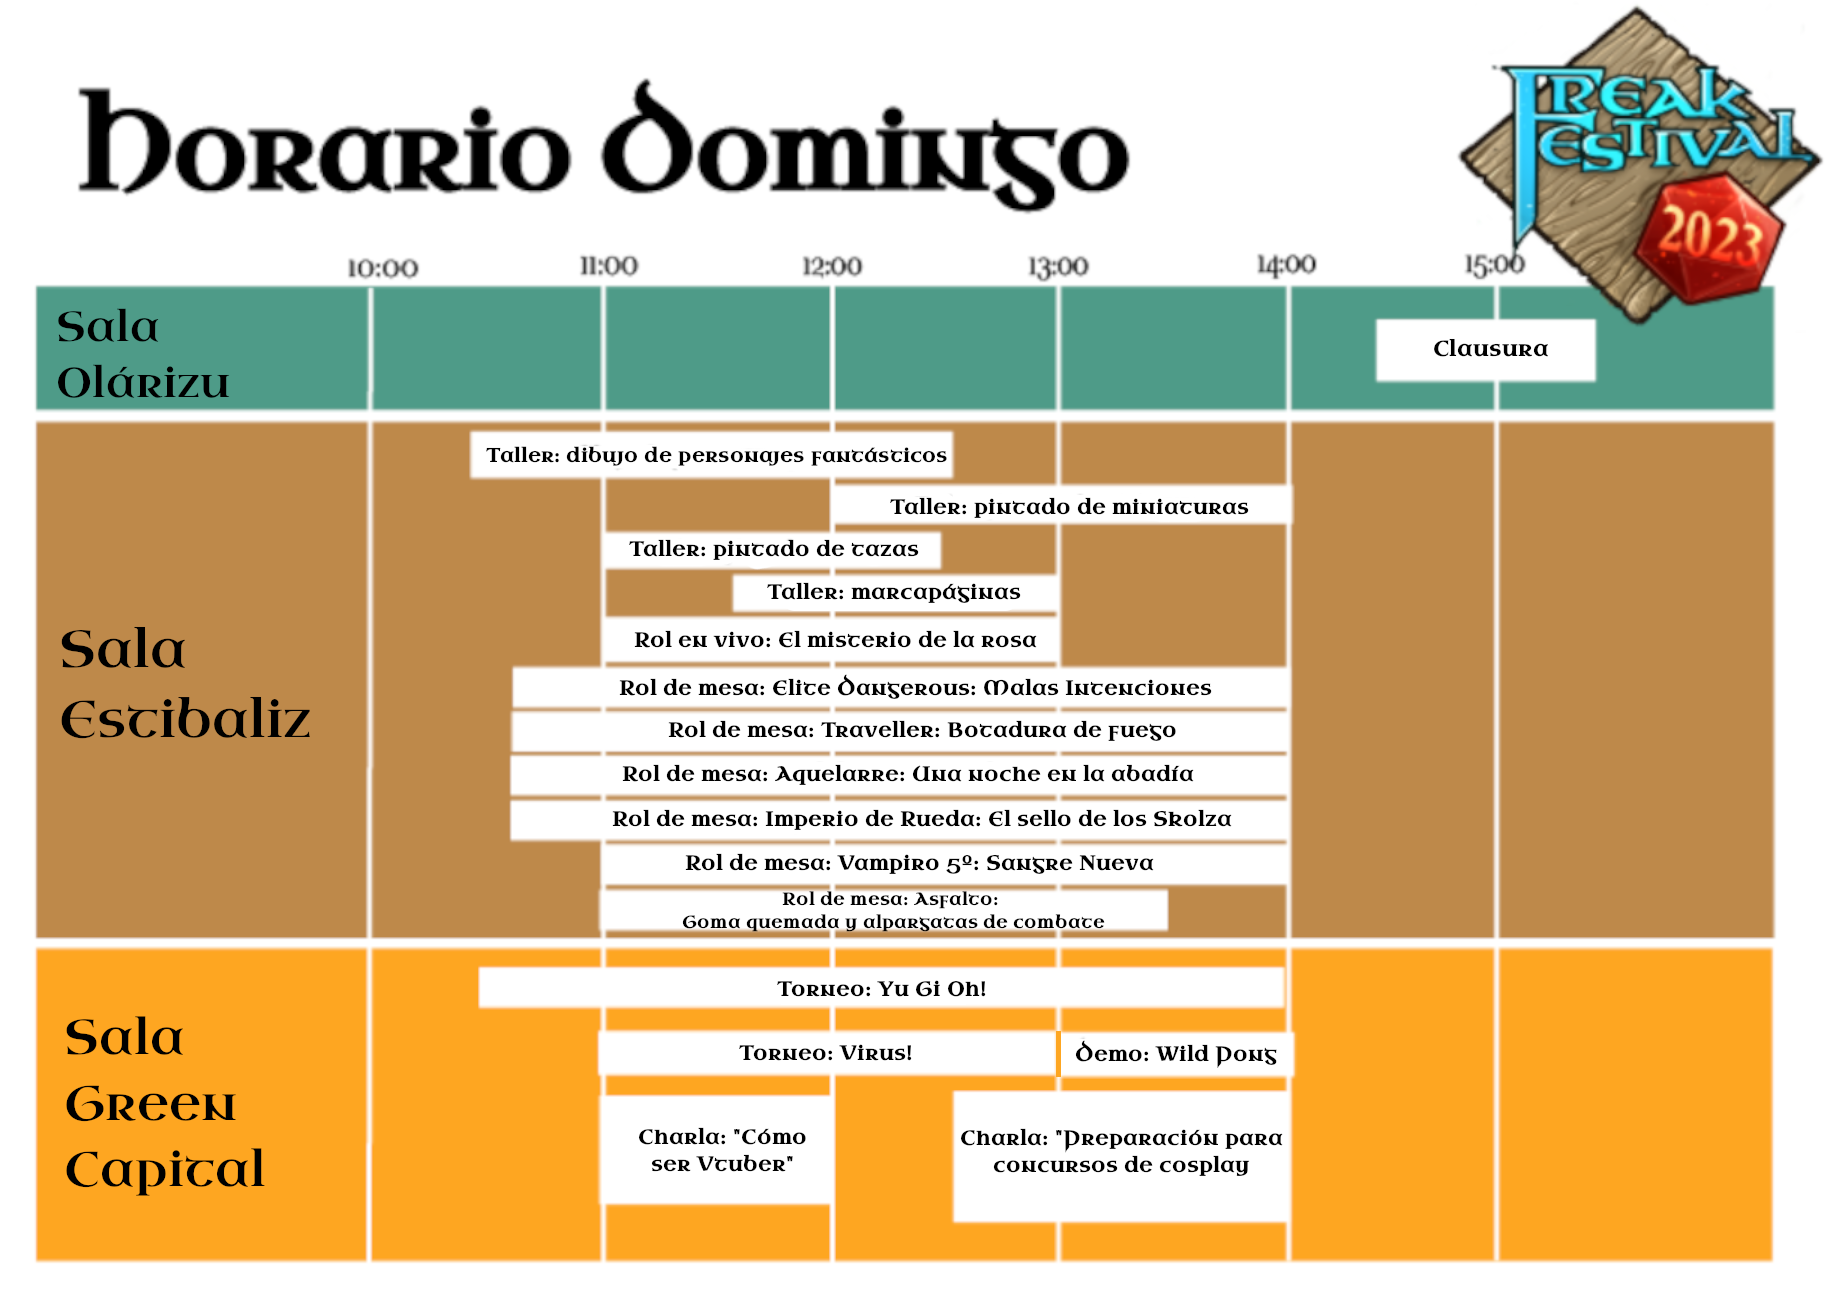 Horario Domingo
Freak
Festival
2023
10:00 11:00 12:00 13:00 14:00 15:00
Sala
Olárizu
Clausura
Sala
Estibaliz
Taller: dibujo de personajes fantásticos
Taller: pintado de miniaturas
Taller: pintado de tazas
Taller: marcapáginas
Rol en vivo: El misterio de la rosa
Rol de mesa: Elite Dangerous: Malas Intenciones
Rol de mesa: Traveller: Botadura de fuego
Rol de mesa: Aquelarre: Una noche en la abadía
Rol de mesa: Imperio de Rueda: El sello de los Skolza
Rol de mesa: Vampiro 5º: Sangre Nueva
Rol de mesa: Asfalto:
Goma quemada y alpargatas de combate
Sala
Green
Capital
Torneo: Yu Gi Oh!
Torneo: Virus!
Demo: Wild Pong
Charla: "Cómo
ser Vtuber"
Charla: "Preparación para
concursos de cosplay